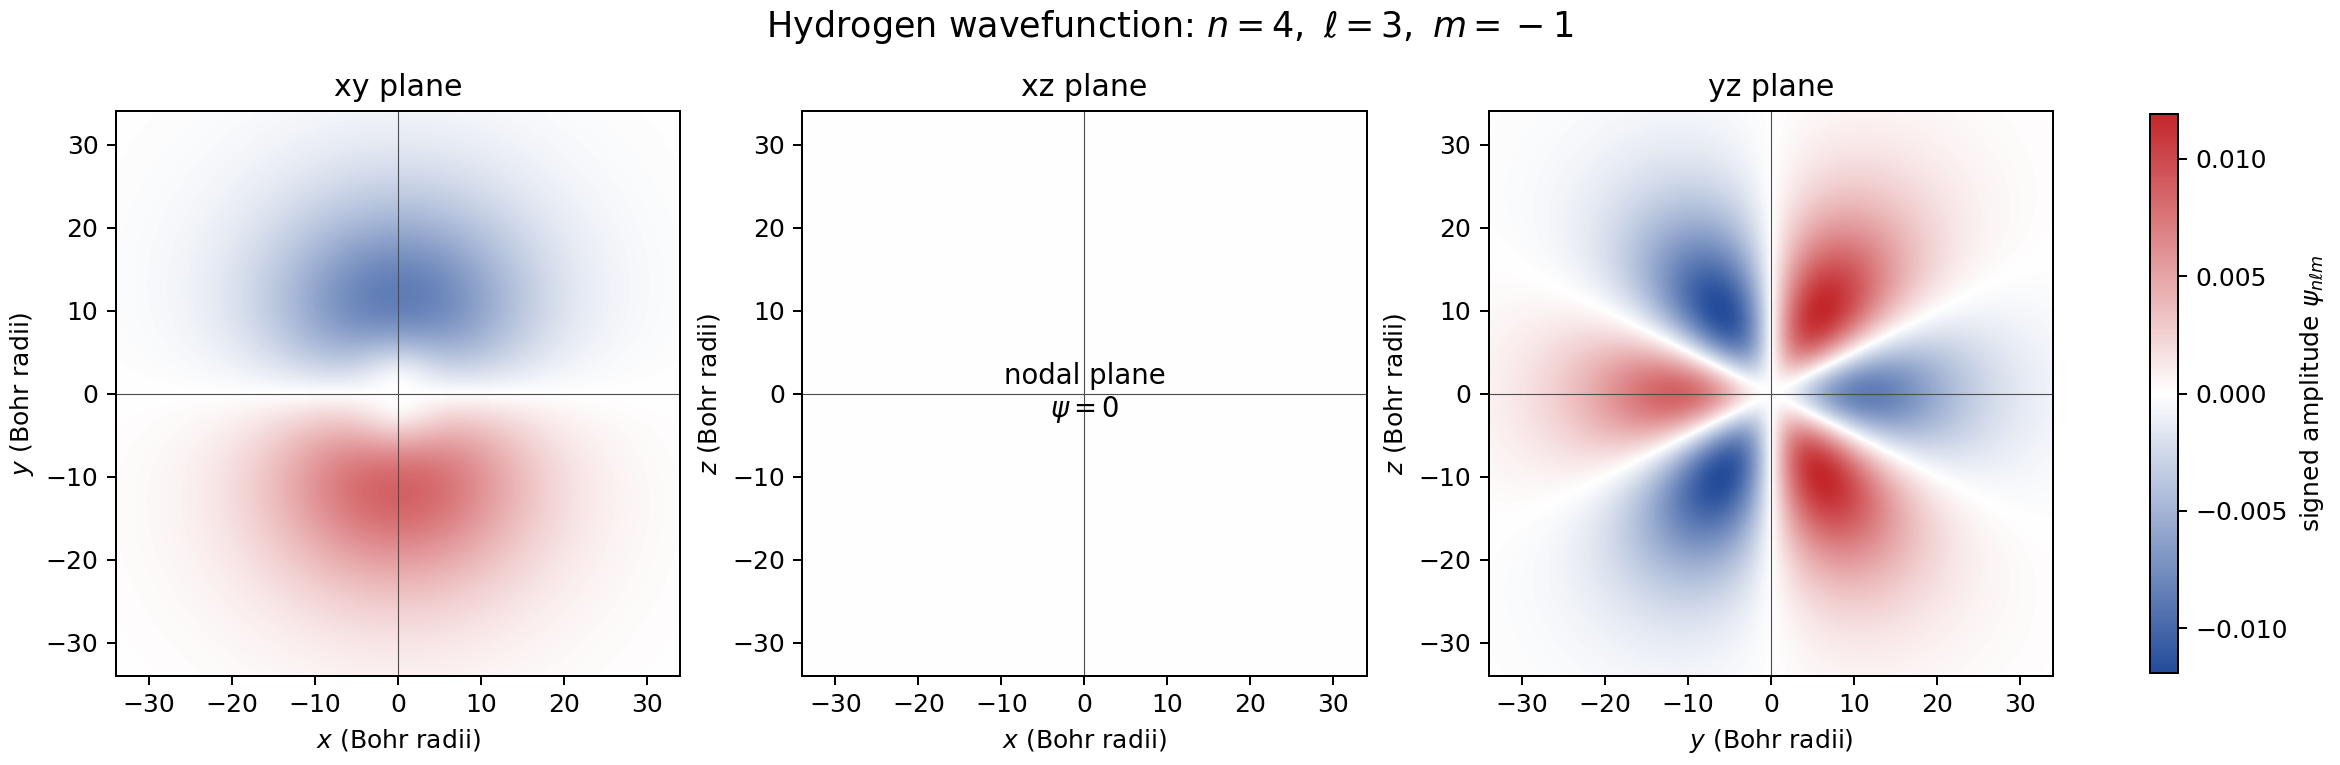 Hydrogen wavefunction: n = 4, ℓ = 3, m = −1
xy plane
30
20
10
0
−10
−20
−30
y (Bohr radii)
−30 −20 −10 0 10 20 30
x (Bohr radii)
xz plane
30
20
10
0
−10
−20
−30
z (Bohr radii)
nodal plane
ψ = 0
−30 −20 −10 0 10 20 30
x (Bohr radii)
yz plane
30
20
10
0
−10
−20
−30
z (Bohr radii)
−30 −20 −10 0 10 20 30
y (Bohr radii)
0.010
0.005
0.000
−0.005
−0.010
signed amplitude ψnℓm